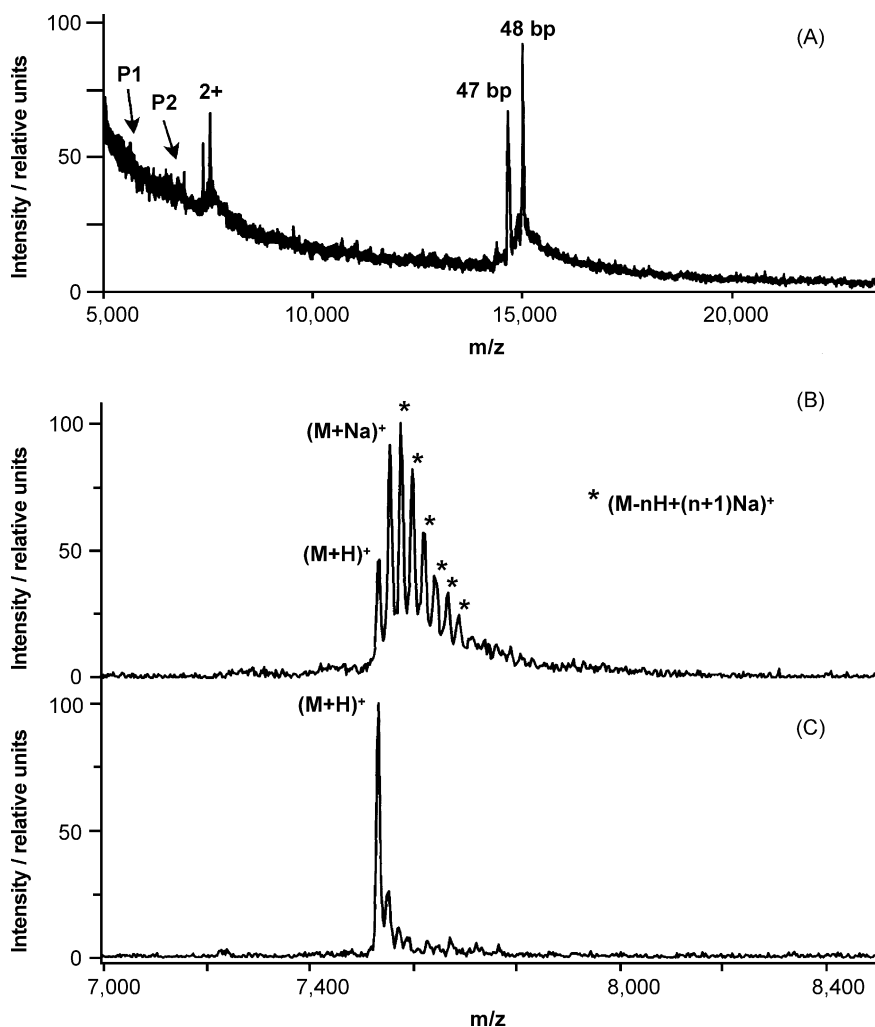 (A)
Intensity / relative units
100
50
0
P1
P2
2+
47 bp
48 bp
5,000
10,000
15,000
20,000
m/z
(B)
Intensity / relative units
100
50
0
(M+Na)⁺
(M+H)⁺
*
*
*
*
*
*
* (M-nH+(n+1)Na)⁺
(C)
Intensity / relative units
100
50
0
(M+H)⁺
7,000
7,400
8,000
8,400
m/z